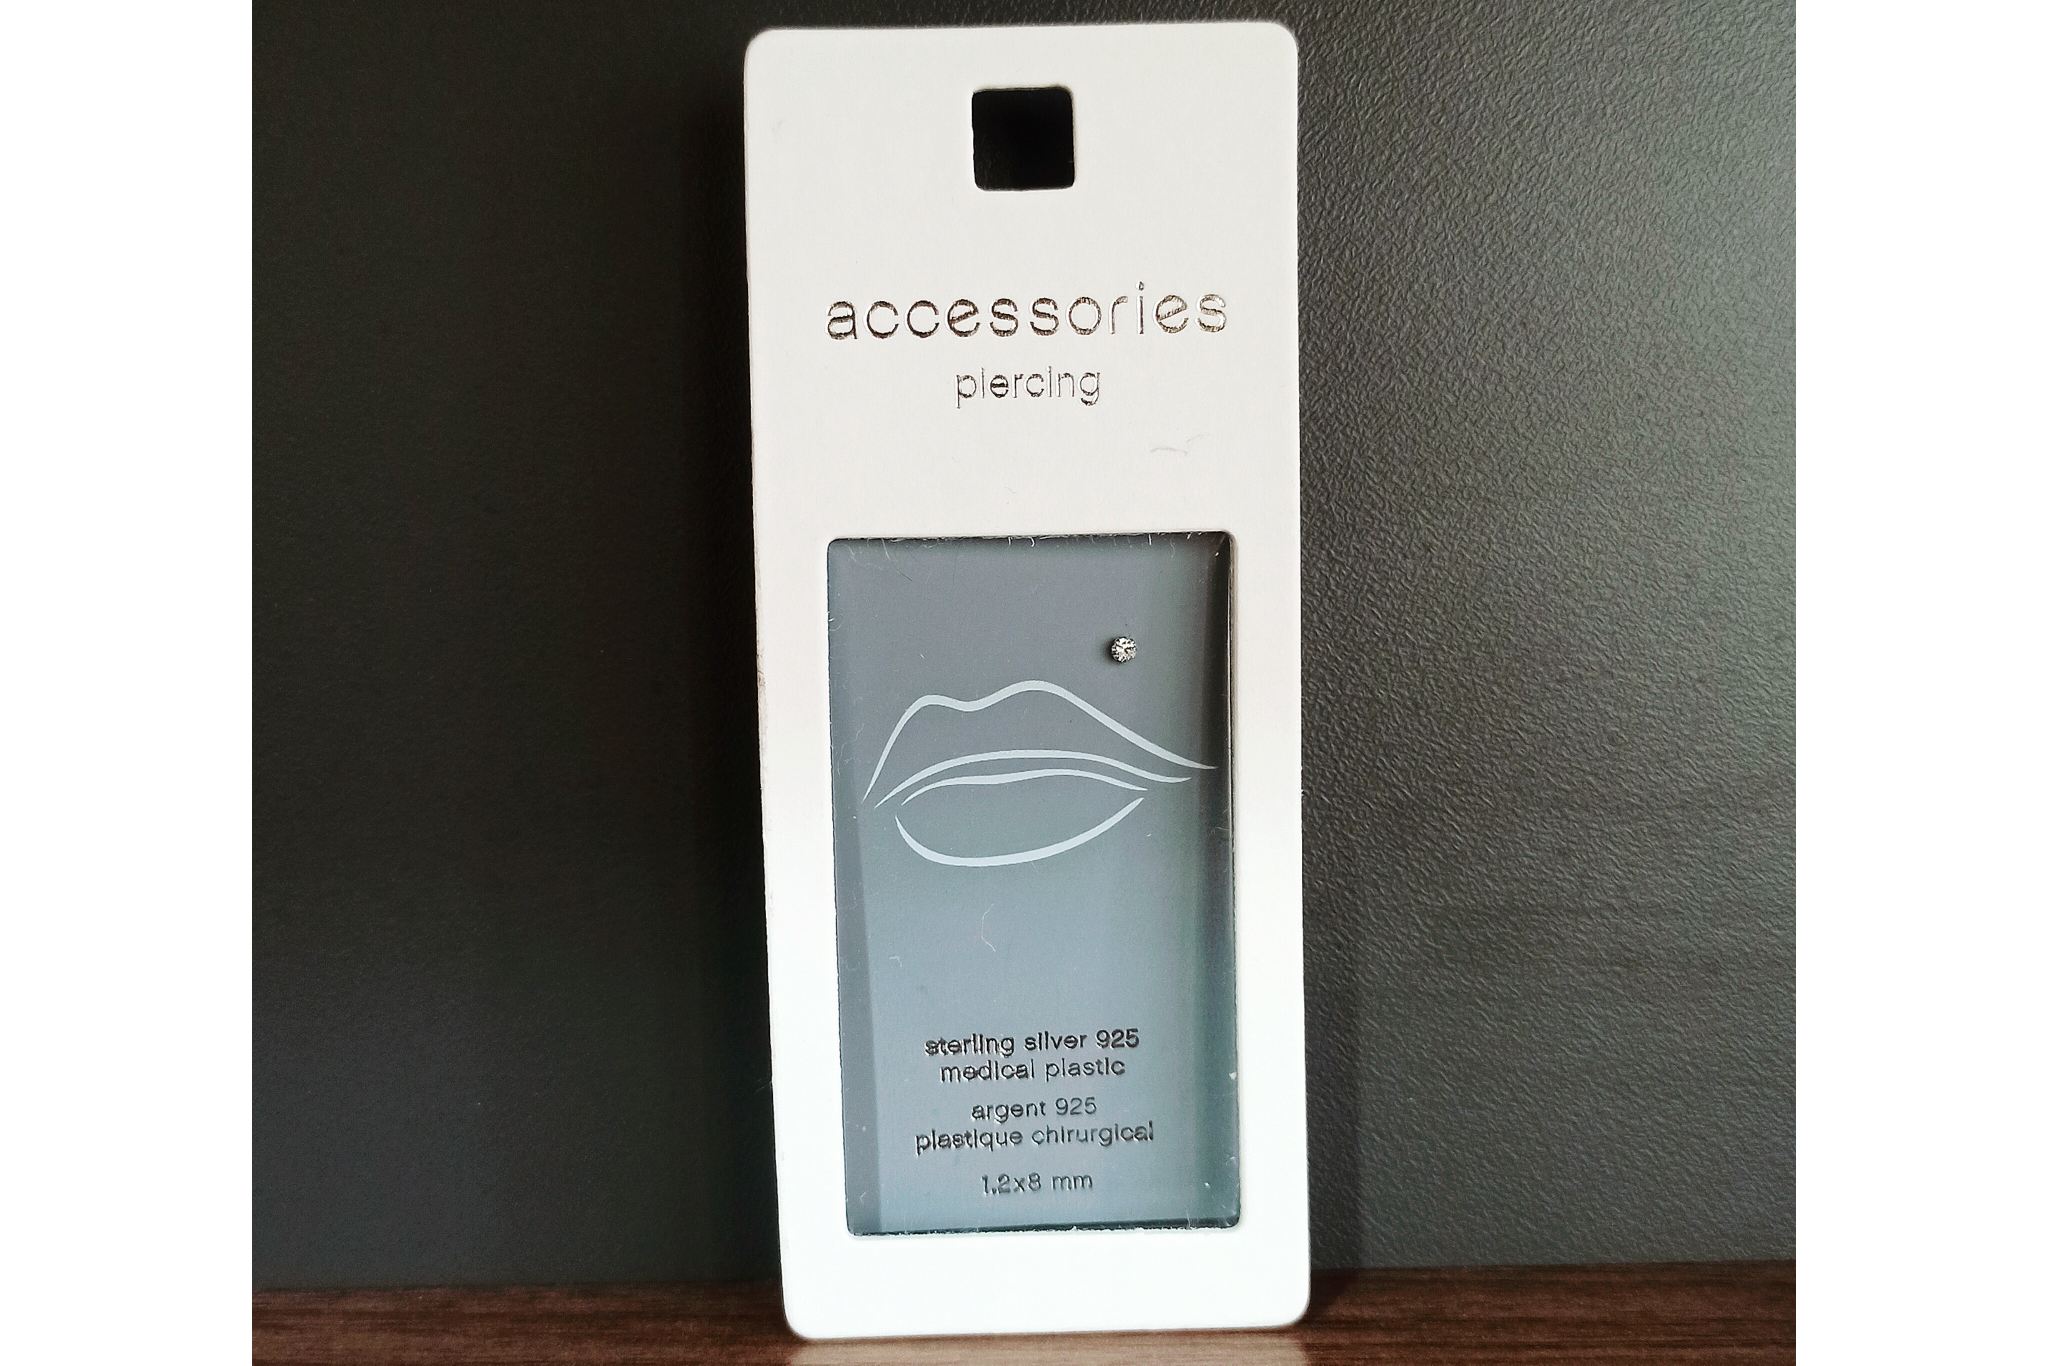 accessories
piercing
sterling silver 925
medical plastic
argent 925
plastique chirurgical
1.2x8 mm